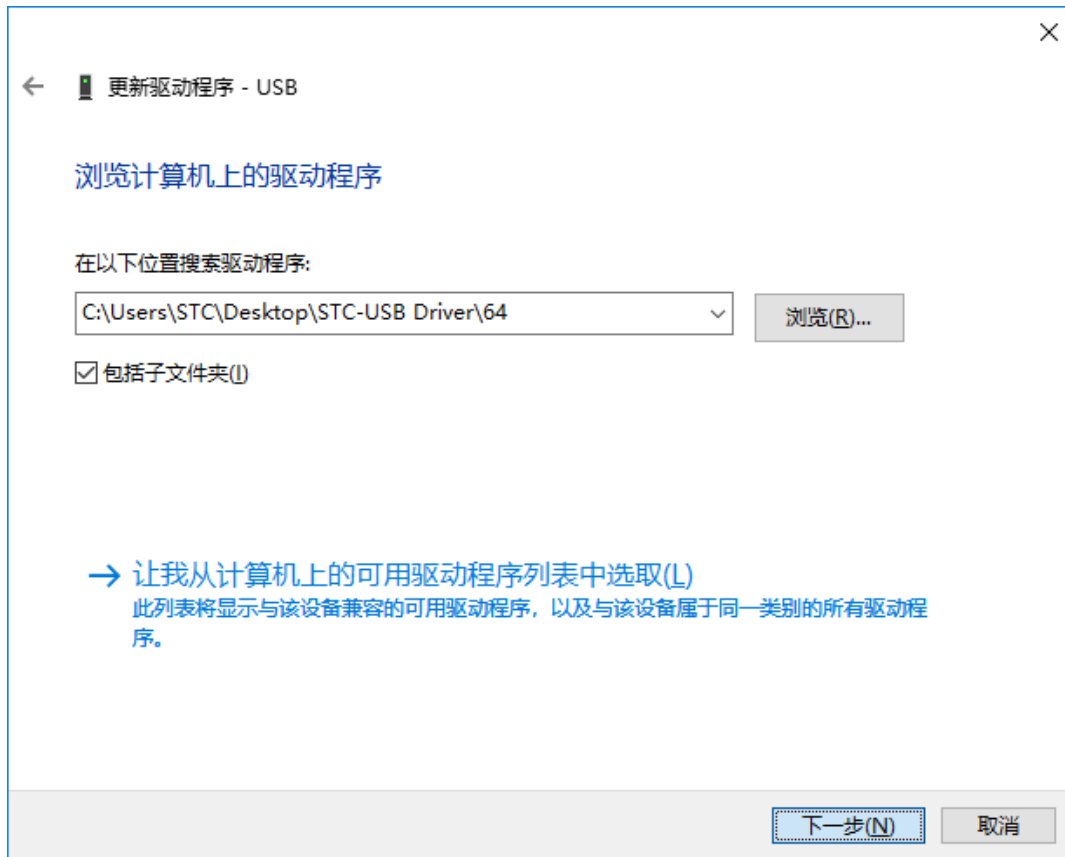 更新驱动程序 - USB
浏览计算机上的驱动程序
在以下位置搜索驱动程序:
C:\Users\STC\Desktop\STC-USB Driver\64
浏览(R)...
包括子文件夹(I)
让我从计算机上的可用驱动程序列表中选取(L)
此列表将显示与该设备兼容的可用驱动程序，以及与该设备属于同一类别的所有驱动程
序。
下一步(N)
取消